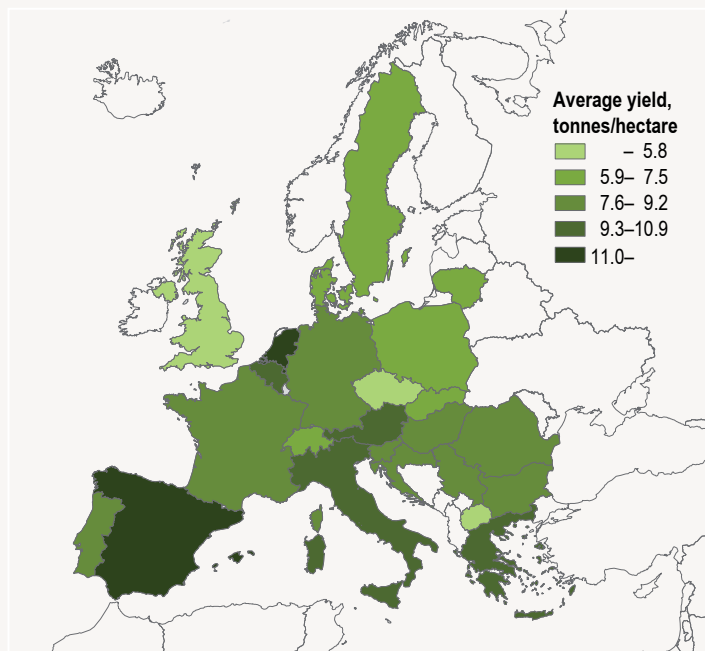 Average yield,
tonnes/hectare
– 5.8
5.9– 7.5
7.6– 9.2
9.3–10.9
11.0–